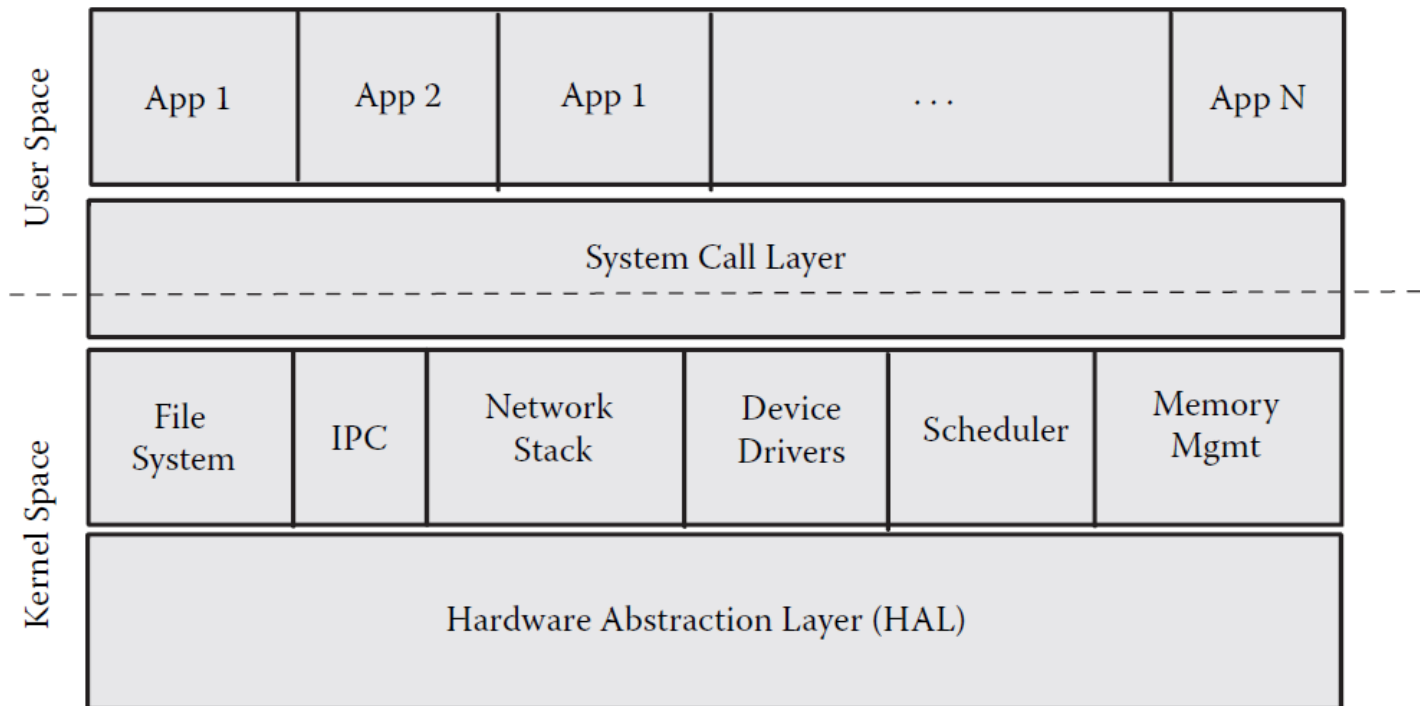 User Space
App 1
App 2
App 1
...
App N
System Call Layer
Kernel Space
File
System
IPC
Network
Stack
Device
Drivers
Scheduler
Memory
Mgmt
Hardware Abstraction Layer (HAL)